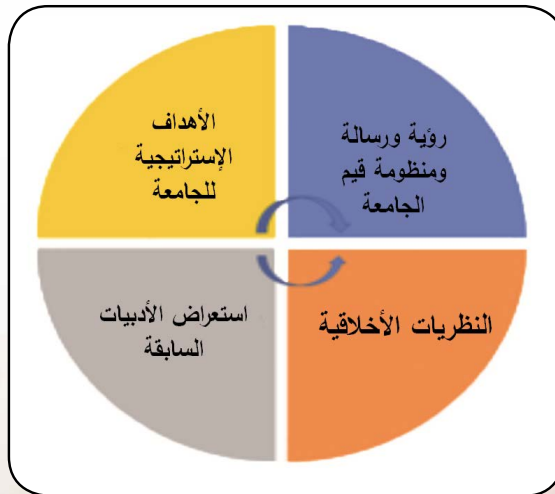 رؤية ورسالة
ومنظومة قيم
الجامعة
الأهداف
الإستراتيجية
للجامعة
النظريات الأخلاقية
استعراض الأدبيات
السابقة